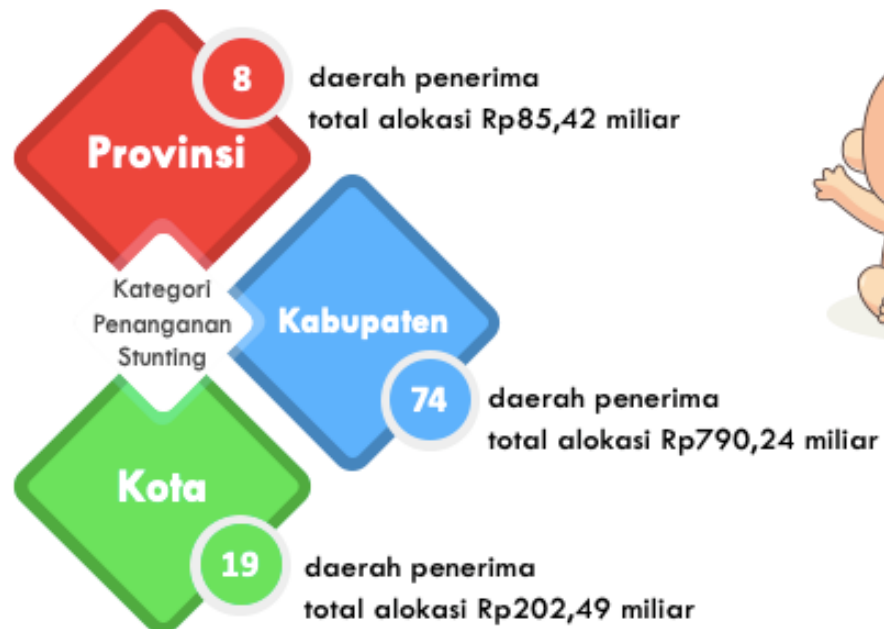 8
daerah penerima
total alokasi Rp85,42 miliar
Provinsi
Kategori
Penanganan
Stunting
Kabupaten
74
daerah penerima
total alokasi Rp790,24 miliar
Kota
19
daerah penerima
total alokasi Rp202,49 miliar